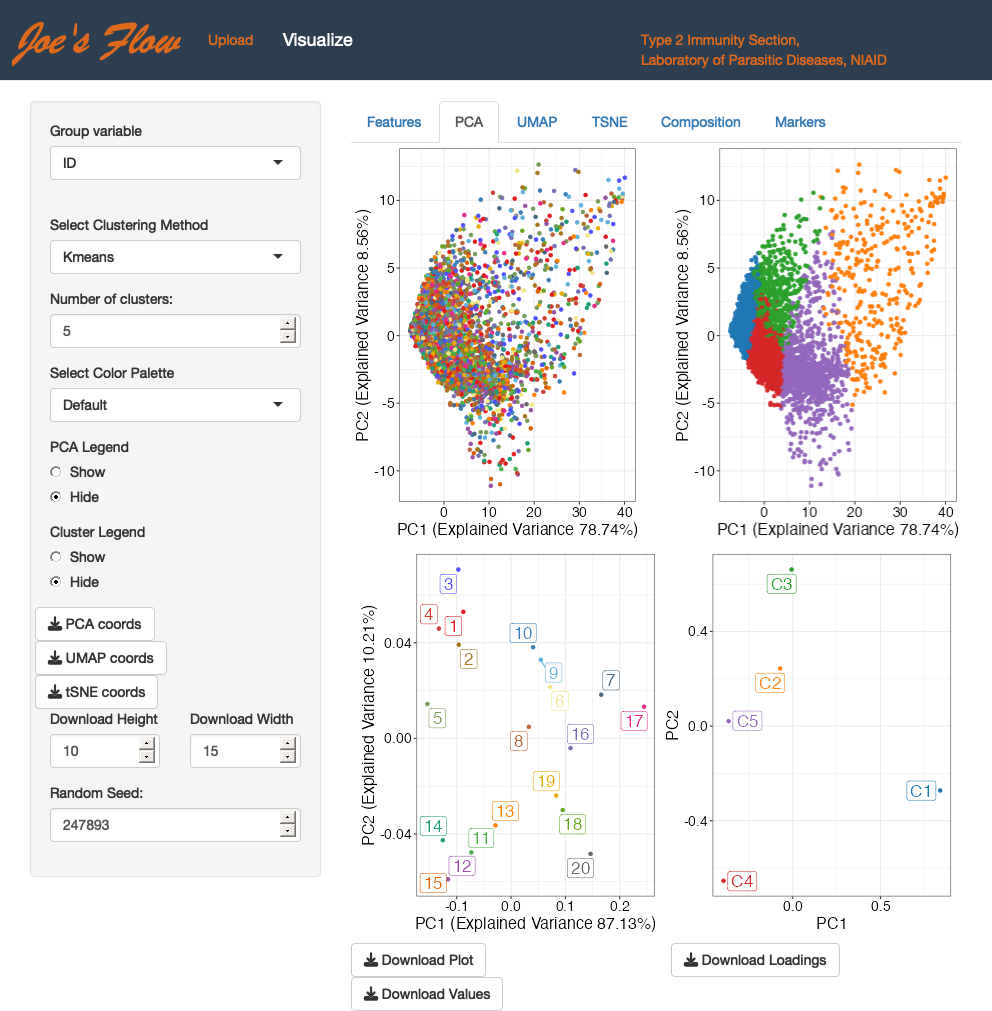 Joe's Flow
Upload
Visualize
Type 2 Immunity Section,
Laboratory of Parasitic Diseases, NIAID
Group variable
ID
Select Clustering Method
Kmeans
Number of clusters:
5
Select Color Palette
Default
PCA Legend
Show
Hide
Cluster Legend
Show
Hide
PCA coords
UMAP coords
tSNE coords
Download Height
Download Width
10
15
Random Seed:
247893
Features
PCA
UMAP
TSNE
Composition
Markers
PC2 (Explained Variance 8.56%)
10
5
0
-5
-10
0
10
20
30
40
PC1 (Explained Variance 78.74%)
PC2 (Explained Variance 8.56%)
10
5
0
-5
-10
0
10
20
30
40
PC1 (Explained Variance 78.74%)
PC2 (Explained Variance 10.21%)
0.04
0.00
-0.04
3
4
1
2
10
9
7
6
5
17
8
16
19
13
14
11
18
12
20
15
-0.1
0.0
0.1
0.2
PC1 (Explained Variance 87.13%)
PC2
0.4
0.0
-0.4
C3
C2
C5
C1
C4
0.0
0.5
PC1
Download Plot
Download Values
Download Loadings